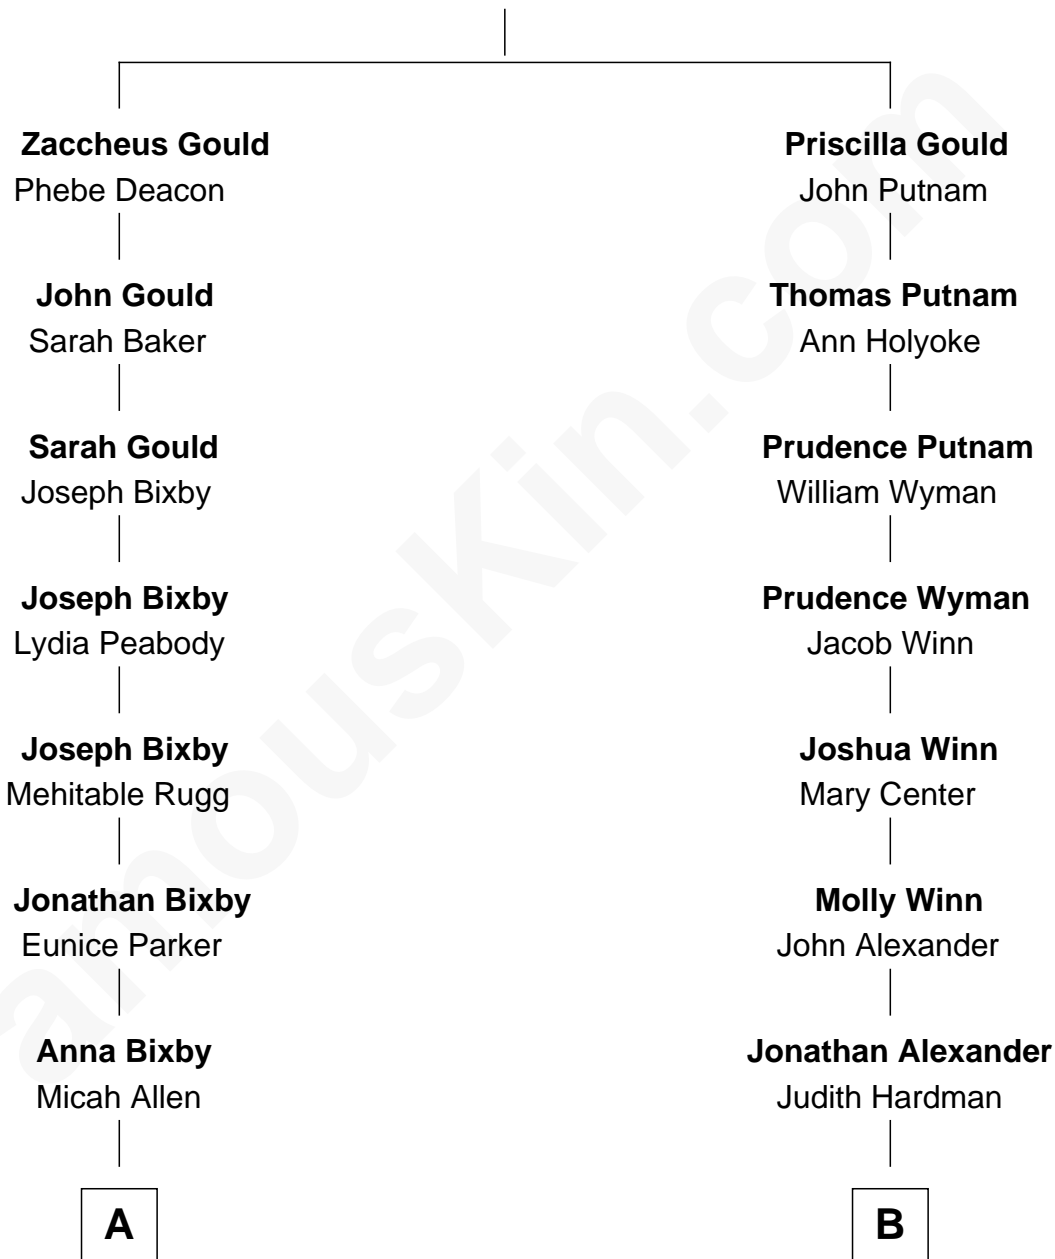 Zaccheus Gould
Phebe Deacon
John Gould
Sarah Baker
Sarah Gould
Joseph Bixby
Joseph Bixby
Lydia Peabody
Joseph Bixby
Mehitable Rugg
Jonathan Bixby
Eunice Parker
Anna Bixby
Micah Allen
A
Priscilla Gould
John Putnam
Thomas Putnam
Ann Holyoke
Prudence Putnam
William Wyman
Prudence Wyman
Jacob Winn
Joshua Winn
Mary Center
Molly Winn
John Alexander
Jonathan Alexander
Judith Hardman
B
amouskin.com